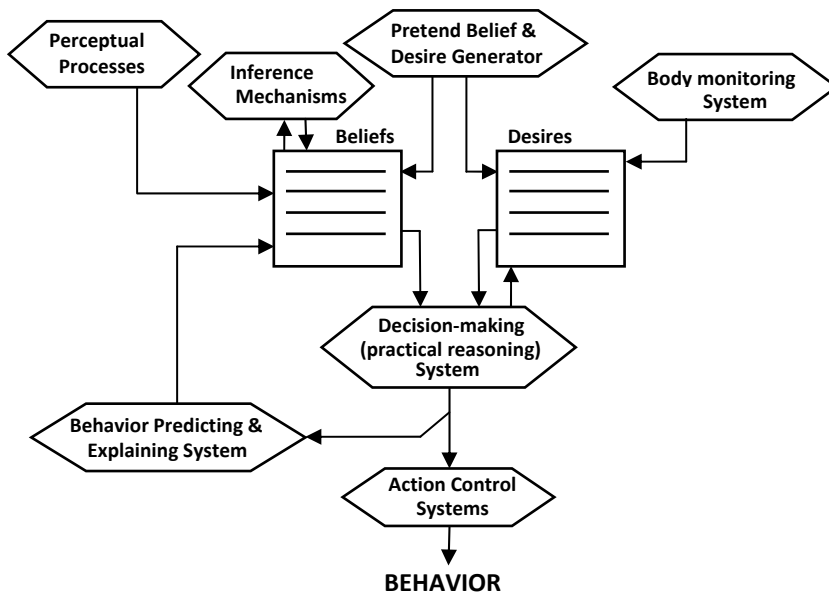 Perceptual
Processes
Inference
Mechanisms
Pretend Belief &
Desire Generator
Body monitoring
System
Beliefs
Desires
Decision-making
(practical reasoning)
System
Behavior Predicting &
Explaining System
Action Control
Systems
BEHAVIOR